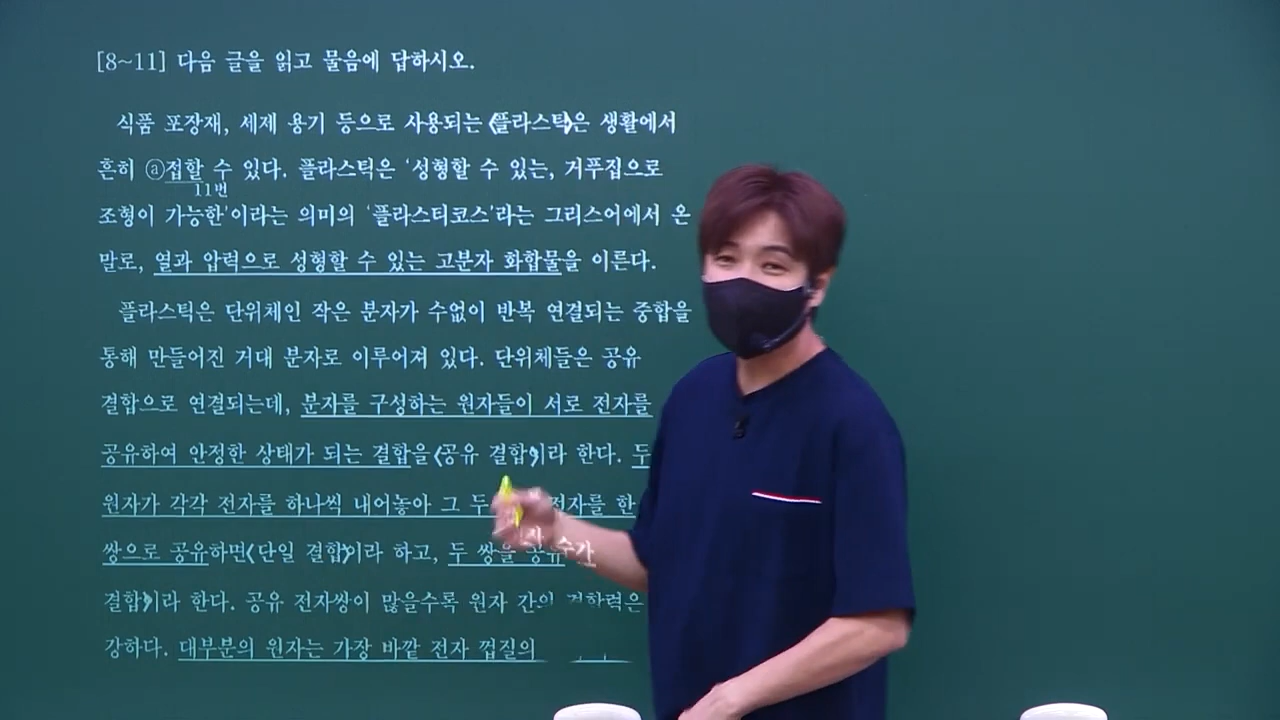 [8~11] 다음 글을 읽고 물음에 답하시오.
식품 포장재, 세제 용기 등으로 사용되는 <플라스틱>은 생활에서
흔히 ⓐ접할 수 있다. 플라스틱은 '성형할 수 있는, 거푸집으로
11번
조형이 가능한'이라는 의미의 '플라스티코스'라는 그리스어에서 온
말로, 열과 압력으로 성형할 수 있는 고분자 화합물을 이른다.
플라스틱은 단위체인 작은 분자가 수없이 반복 연결되는 중합을
통해 만들어진 거대 분자로 이루어져 있다. 단위체들은 공유
결합으로 연결되는데, 분자를 구성하는 원자들이 서로 전자를
공유하여 안정한 상태가 되는 결합을 <공유 결합>이라 한다. 두
원자가 각각 전자를 하나씩 내어놓아 그 두 전자를 한
쌍으로 공유하면 <단일 결합>이라 하고, 두 쌍을 공유
결합>이라 한다. 공유 전자쌍이 많을수록 원자 간의 결합력은
강하다. 대부분의 원자는 가장 바깥 전자 껍질의